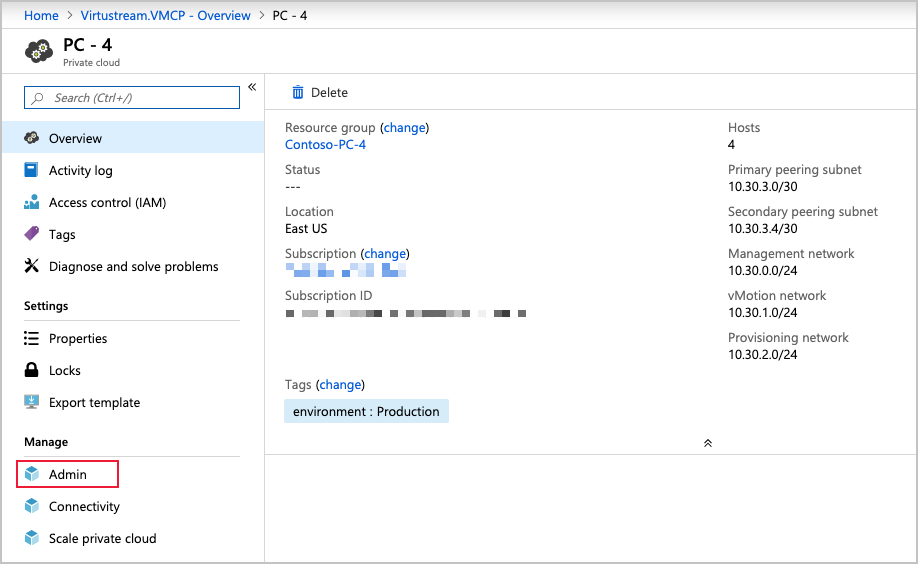 Home > Virtustream.VMCP - Overview > PC - 4
PC - 4
Private cloud
Search (Ctrl+/)
«
Overview
Activity log
Access control (IAM)
Tags
Diagnose and solve problems
Settings
Properties
Locks
Export template
Manage
Admin
Connectivity
Scale private cloud
Delete
Resource group (change)
Contoso-PC-4
Status
---
Location
East US
Subscription (change)
Subscription ID
Tags (change)
environment : Production
Hosts
4
Primary peering subnet
10.30.3.0/30
Secondary peering subnet
10.30.3.4/30
Management network
10.30.0.0/24
vMotion network
10.30.1.0/24
Provisioning network
10.30.2.0/24